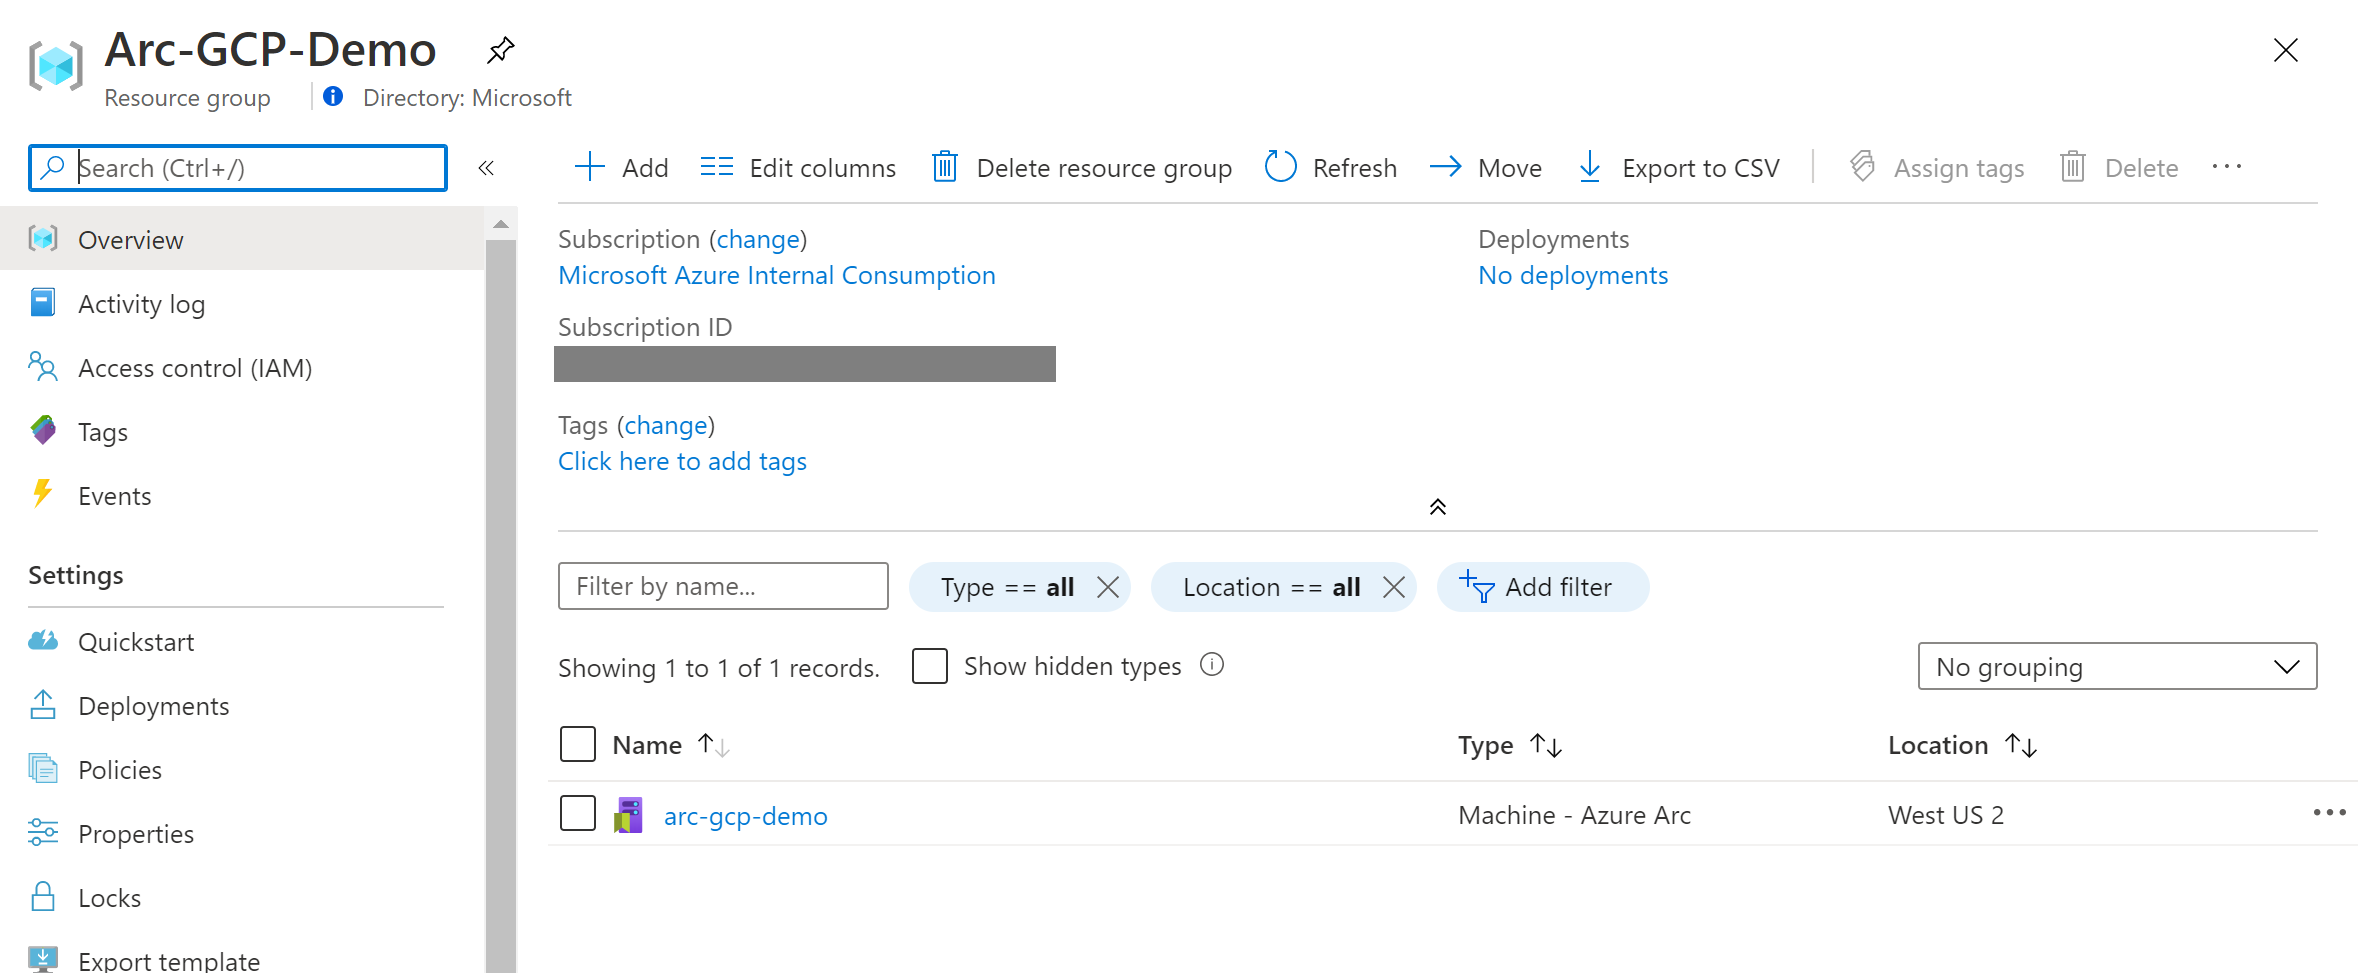 Arc-GCP-Demo
Resource group
Directory: Microsoft
Search (Ctrl+/)
Overview
Activity log
Access control (IAM)
Tags
Events
Settings
Quickstart
Deployments
Policies
Properties
Locks
Export template
Add
Edit columns
Delete resource group
Refresh
Move
Export to CSV
Assign tags
Delete
Subscription (change)
Microsoft Azure Internal Consumption
Deployments
No deployments
Subscription ID
Tags (change)
Click here to add tags
Filter by name...
Type == all
Location == all
Add filter
Showing 1 to 1 of 1 records.
Show hidden types
No grouping
Name
Type
Location
arc-gcp-demo
Machine - Azure Arc
West US 2